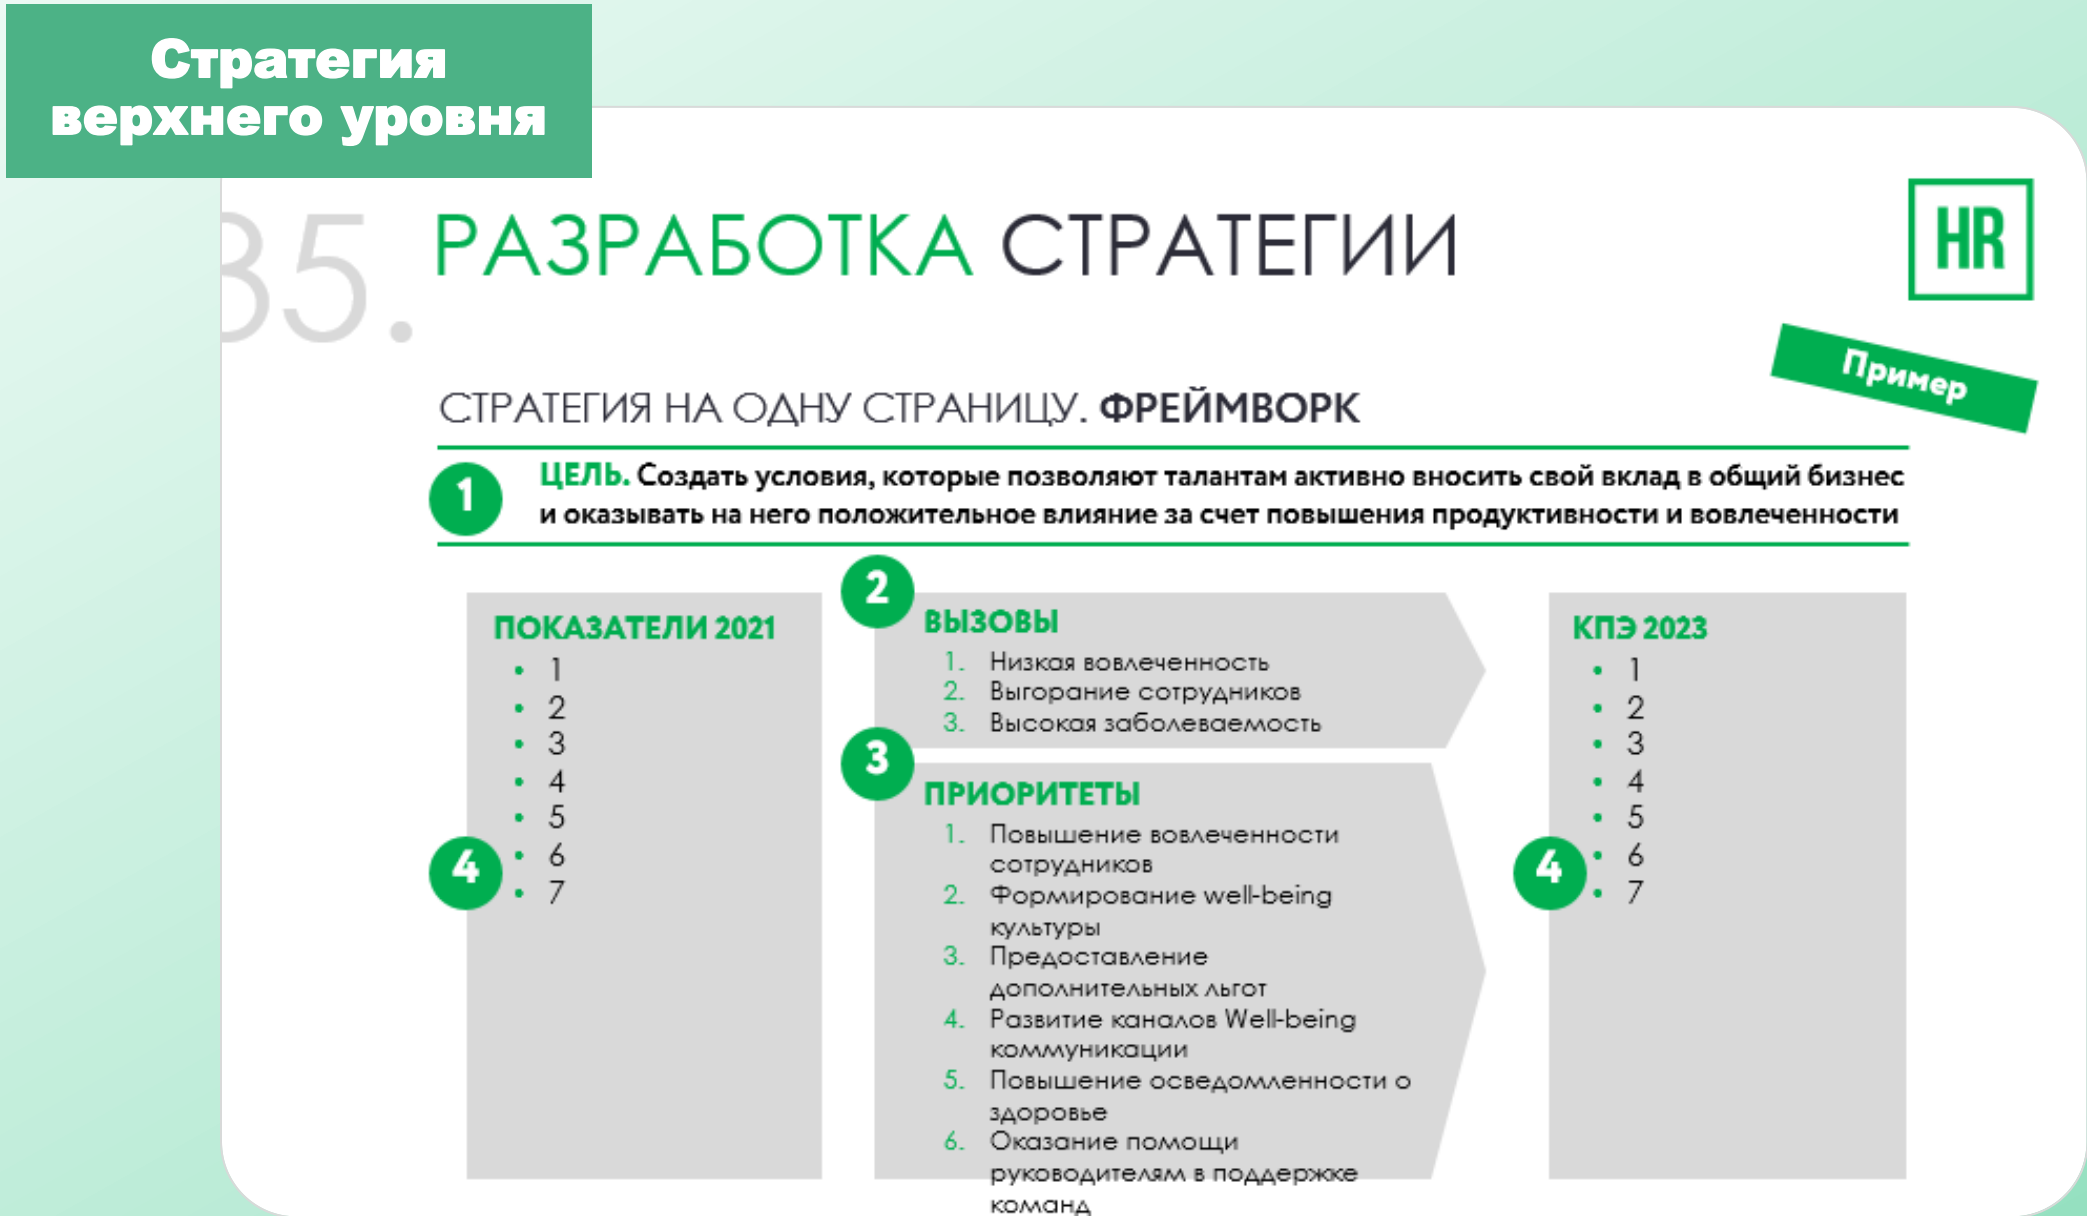 Стратегия
верхнего уровня
35.
РАЗРАБОТКА СТРАТЕГИИ
HR
Пример
СТРАТЕГИЯ НА ОДНУ СТРАНИЦУ. ФРЕЙМВОРК
1
ЦЕЛЬ. Создать условия, которые позволяют талантам активно вносить свой вклад в общий бизнес
и оказывать на него положительное влияние за счет повышения продуктивности и вовлеченности
ПОКАЗАТЕЛИ 2021
• 1
• 2
• 3
• 4
• 5
• 6
• 7
4
2
ВЫЗОВЫ
1. Низкая вовлеченность
2. Выгорание сотрудников
3. Высокая заболеваемость
3
ПРИОРИТЕТЫ
1. Повышение вовлеченности
сотрудников
2. Формирование well-being
культуры
3. Предоставление
дополнительных льгот
4. Развитие каналов Well-being
коммуникации
5. Повышение осведомленности о
здоровье
6. Оказание помощи
руководителям в поддержке
команд
КПЭ 2023
• 1
• 2
• 3
• 4
• 5
• 6
• 7
4